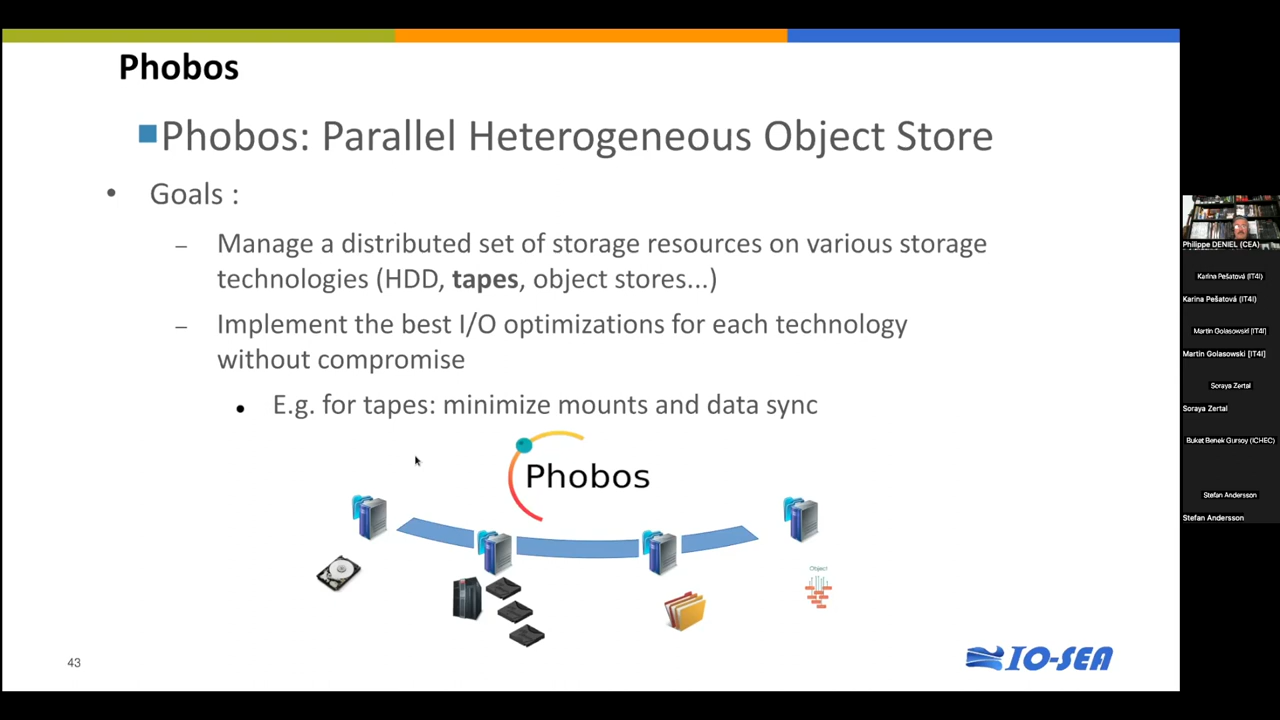 Phobos
Phobos: Parallel Heterogeneous Object Store
• Goals :
– Manage a distributed set of storage resources on various storage
technologies (HDD, tapes, object stores...)
– Implement the best I/O optimizations for each technology
without compromise
• E.g. for tapes: minimize mounts and data sync
Phobos
Object
43
IO-SEA
Philippe DENIEL (CEA)
Karina Pešatová (IT4I)
Karina Pešatová (IT4I)
Martin Golasowski [IT4I]
Martin Golasowski [IT4I]
Soraya Zertal
Soraya Zertal
Buket Benek Gursoy (ICHEC)
Stefan Andersson
Stefan Andersson